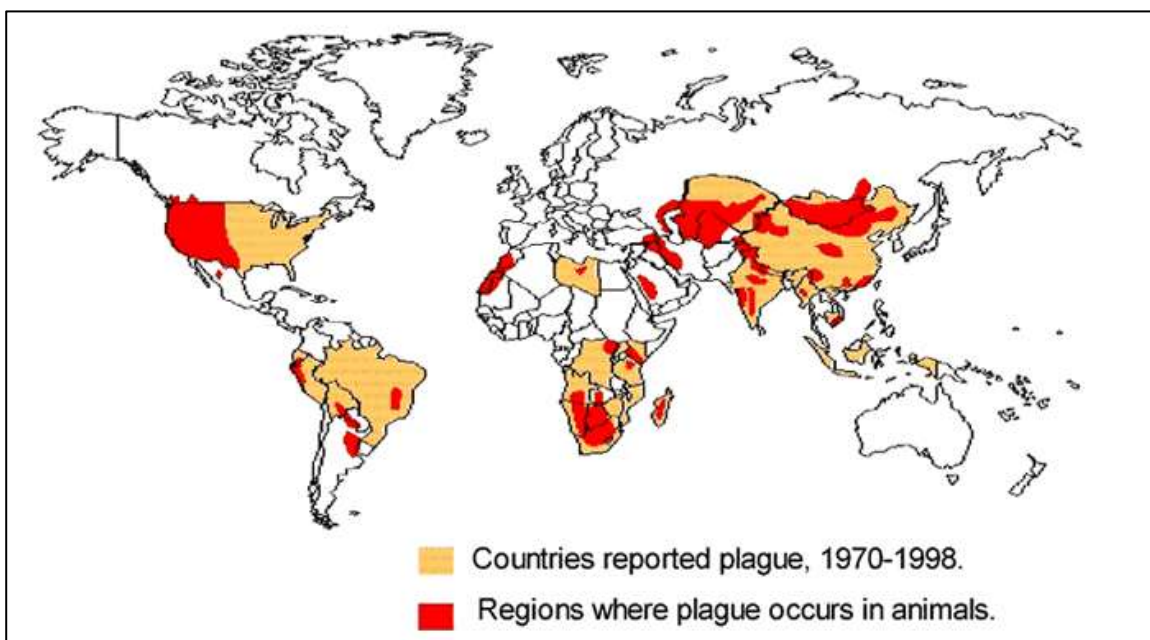 Countries reported plague, 1970-1998.
Regions where plague occurs in animals.